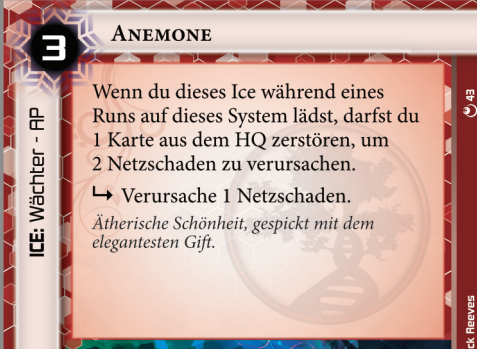 3
Anemone
Wenn du dieses Ice während eines
Runs auf dieses System lädst, darfst du
1 Karte aus dem HQ zerstören, um
2 Netzschaden zu verursachen.
↳ Verursache 1 Netzschaden.
Ätherische Schönheit, gespickt mit dem
elegantesten Gift.
ICE: Wächter - AP
43
ck Reeves